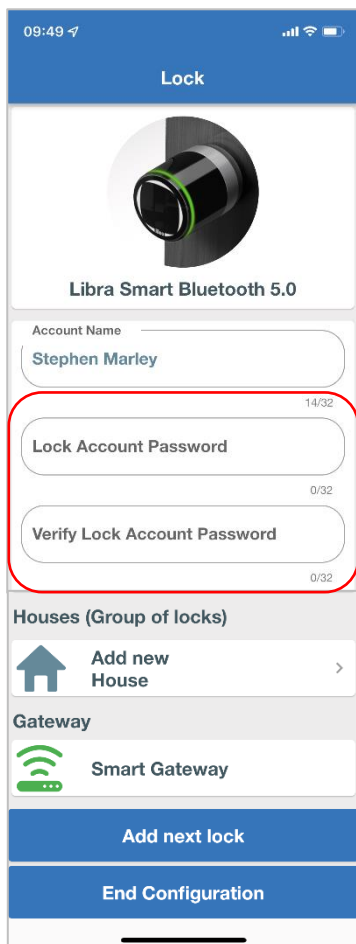 09:49
Lock
Libra Smart Bluetooth 5.0
Account Name
Stephen Marley
14/32
Lock Account Password
0/32
Verify Lock Account Password
0/32
Houses (Group of locks)
Add new
House
Gateway
Smart Gateway
Add next lock
End Configuration